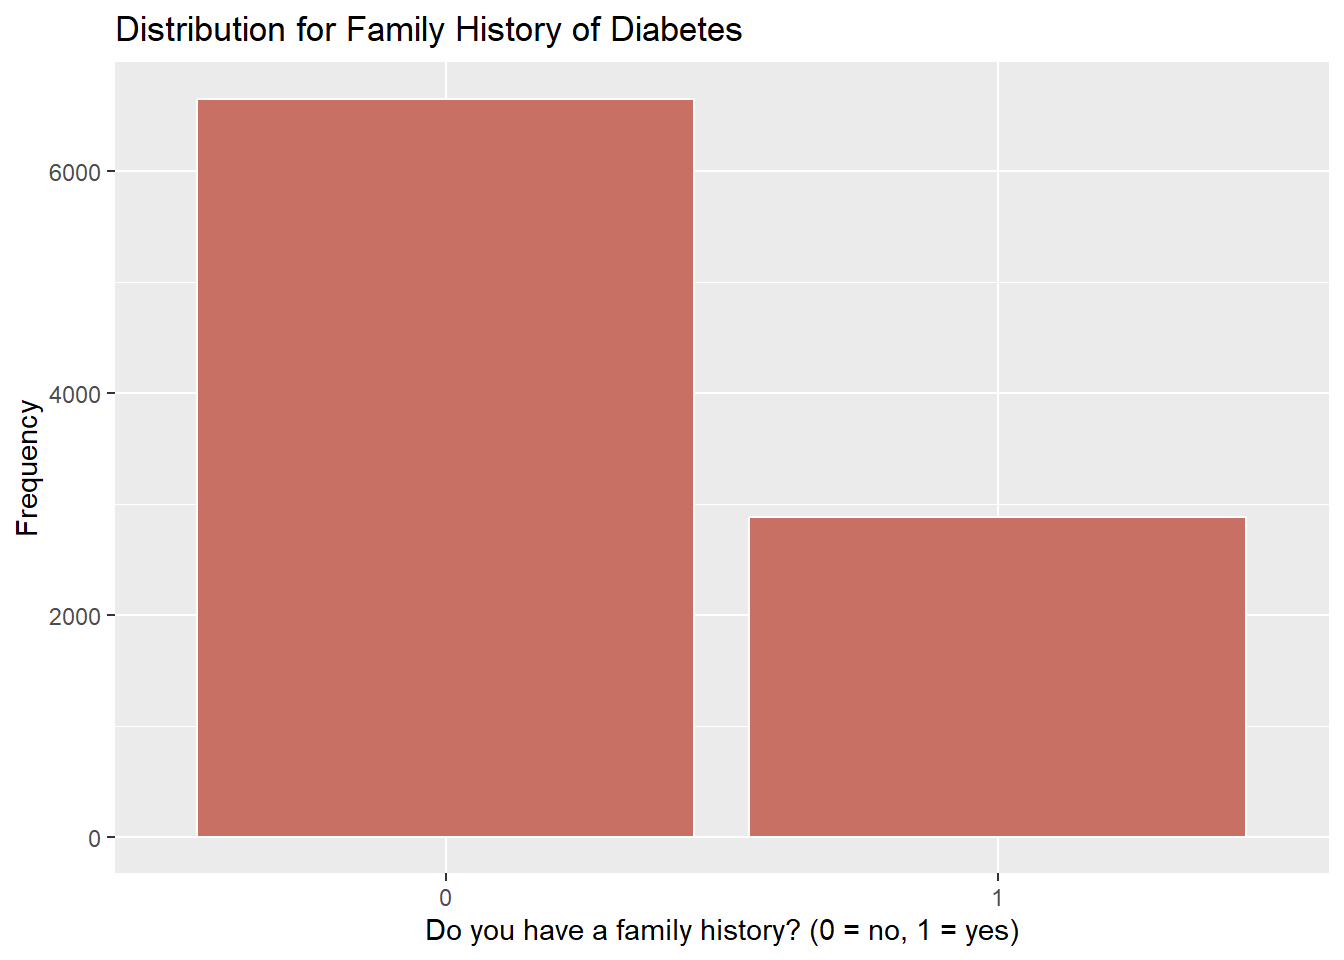 Distribution for Family History of Diabetes
6000
4000
2000
0
Frequency
0 1
Do you have a family history? (0 = no, 1 = yes)